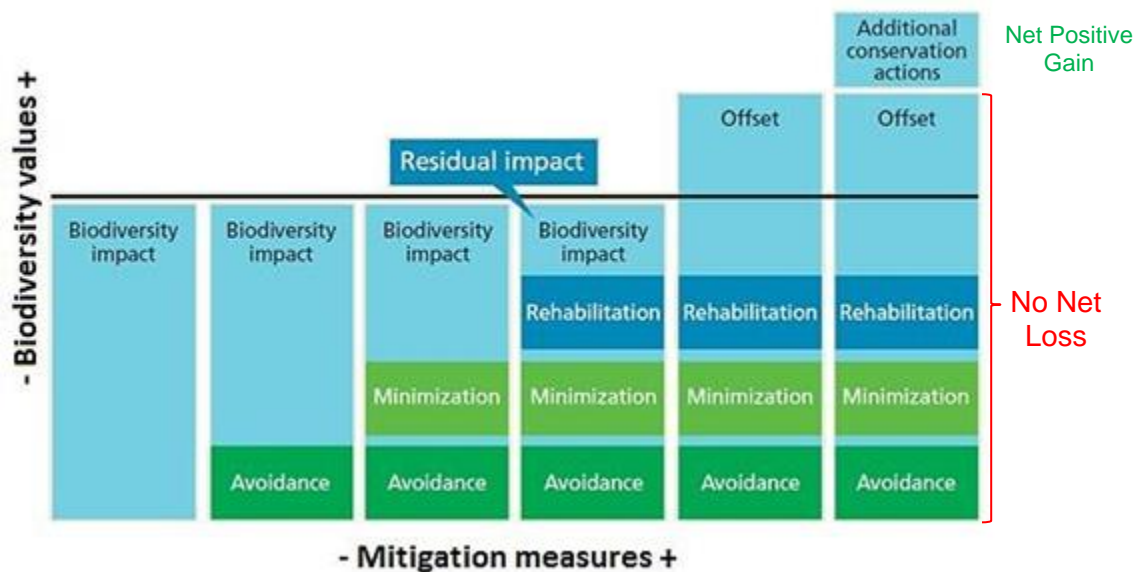 Additional
conservation
actions
Net Positive
Gain
Offset
Offset
Residual impact
Biodiversity
impact
Biodiversity
impact
Biodiversity
impact
Biodiversity
impact
Rehabilitation
Rehabilitation
Rehabilitation
No Net
Loss
Minimization
Minimization
Minimization
Minimization
Avoidance
Avoidance
Avoidance
Avoidance
Avoidance
- Biodiversity values +
- Mitigation measures +